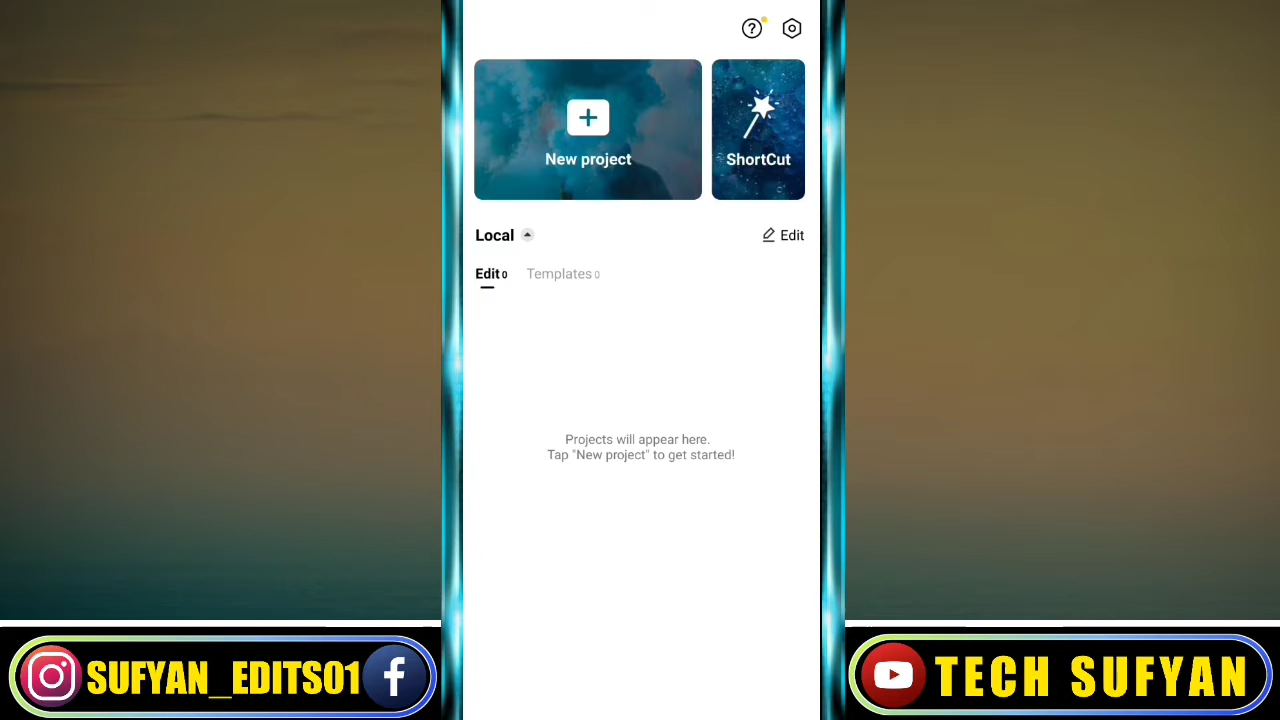 New project
ShortCut
Local
Edit
Edit 0
Templates 0
Projects will appear here.
Tap "New project" to get started!
SUFYAN_EDITS01
TECH SUFYAN